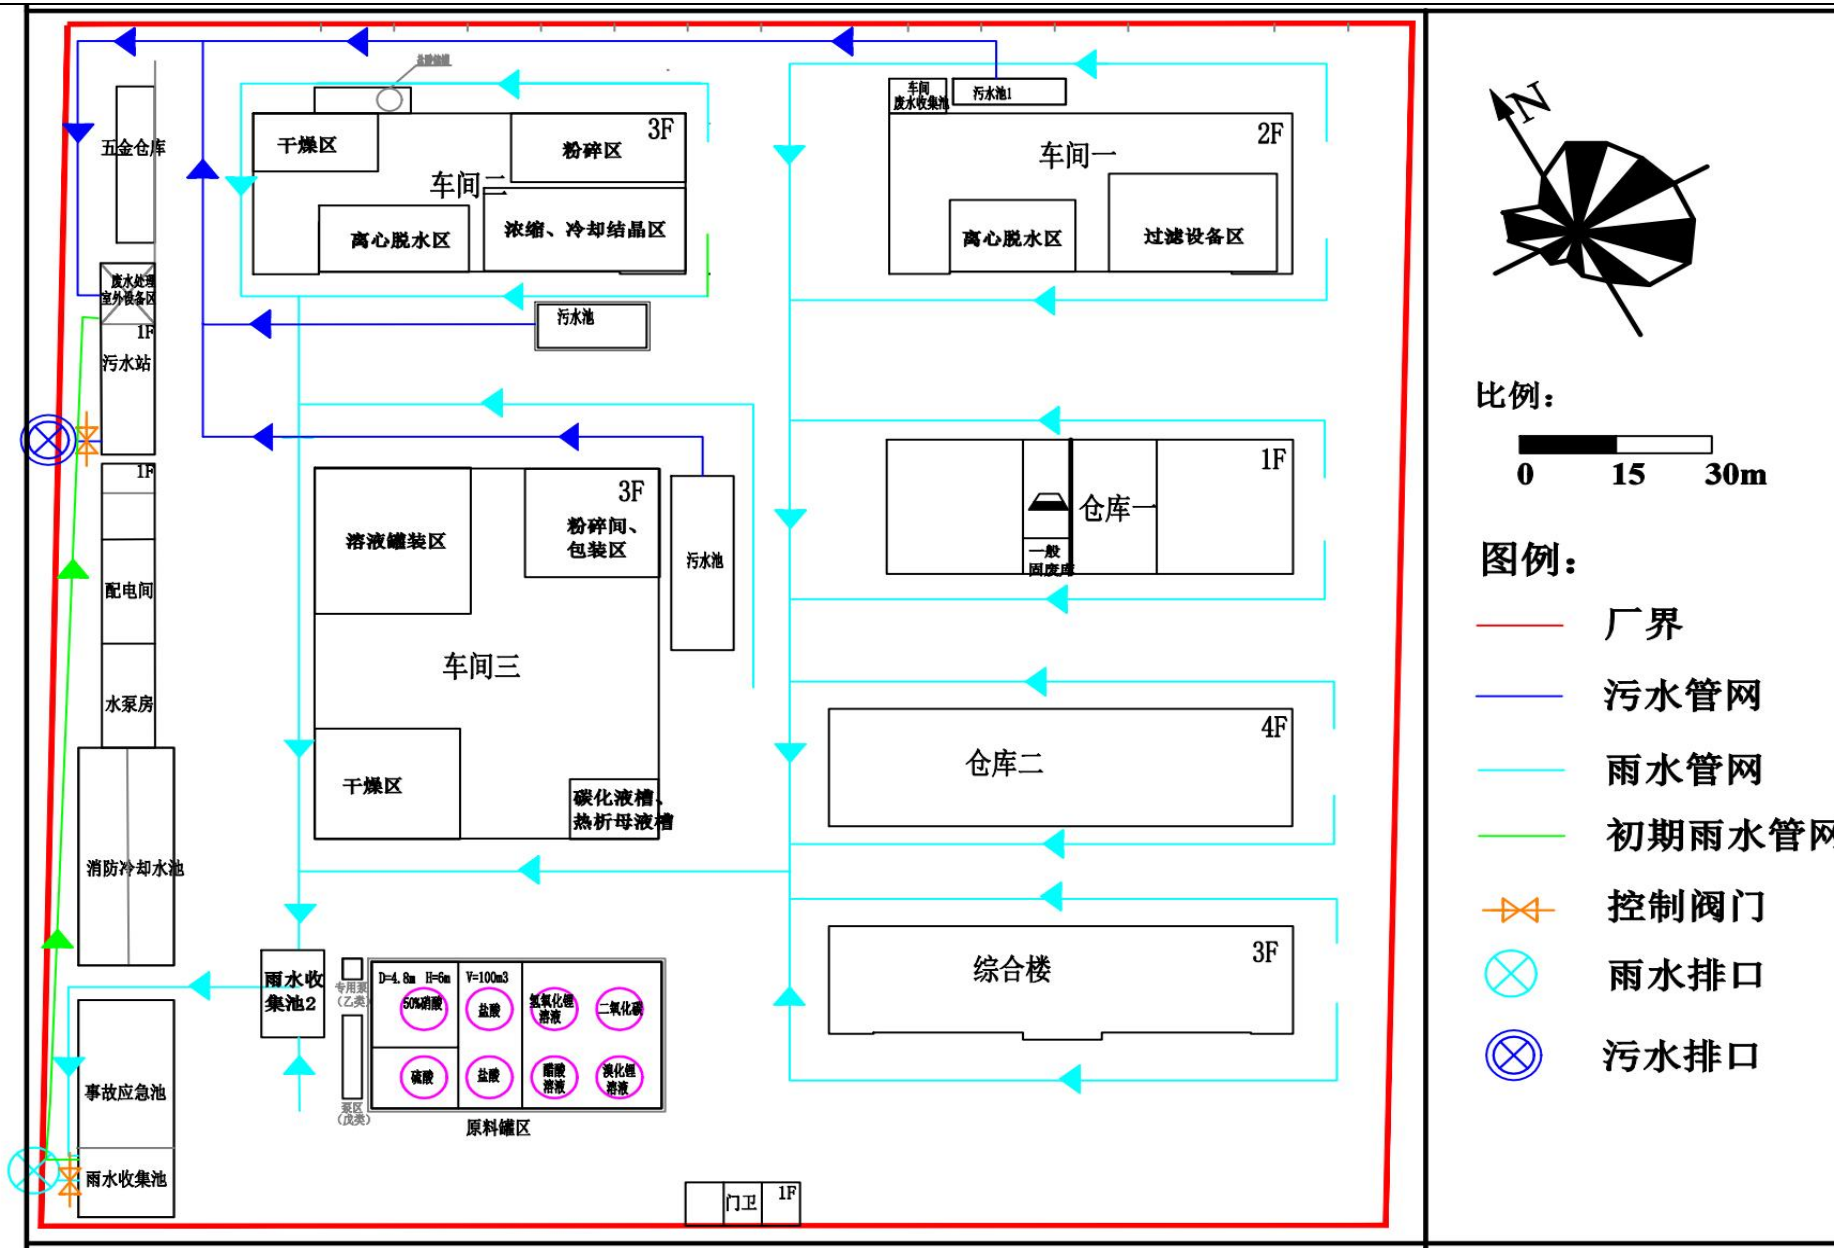 车间
废水收集池
污水池1
五金仓库
干燥区
3F
粉碎区
车间二
离心脱水区
浓缩、冷却结晶区
车间一
2F
离心脱水区
过滤设备区
N
废水处理
室外设备区
1F
污水站
污水池
比例：
0 15 30m
1F
配电间
水泵房
溶液罐装区
3F
粉碎间、
包装区
污水池
车间三
干燥区
碳化液槽、
热析母液槽
1F
仓库一
一般
固废库
4F
仓库二
3F
综合楼
消防冷却水池
雨水收
集池2
专用泵
（乙类）
泵区
（戊类）
D=4.8m H=6m V=100m3
50%硝酸
盐酸
氢氧化锂
溶液
二氧化碳
硫酸
盐酸
醋酸
溶液
溴化锂
溶液
原料罐区
事故应急池
雨水收集池
门卫
1F
图例：
厂界
污水管网
雨水管网
初期雨水管网
控制阀门
雨水排口
污水排口